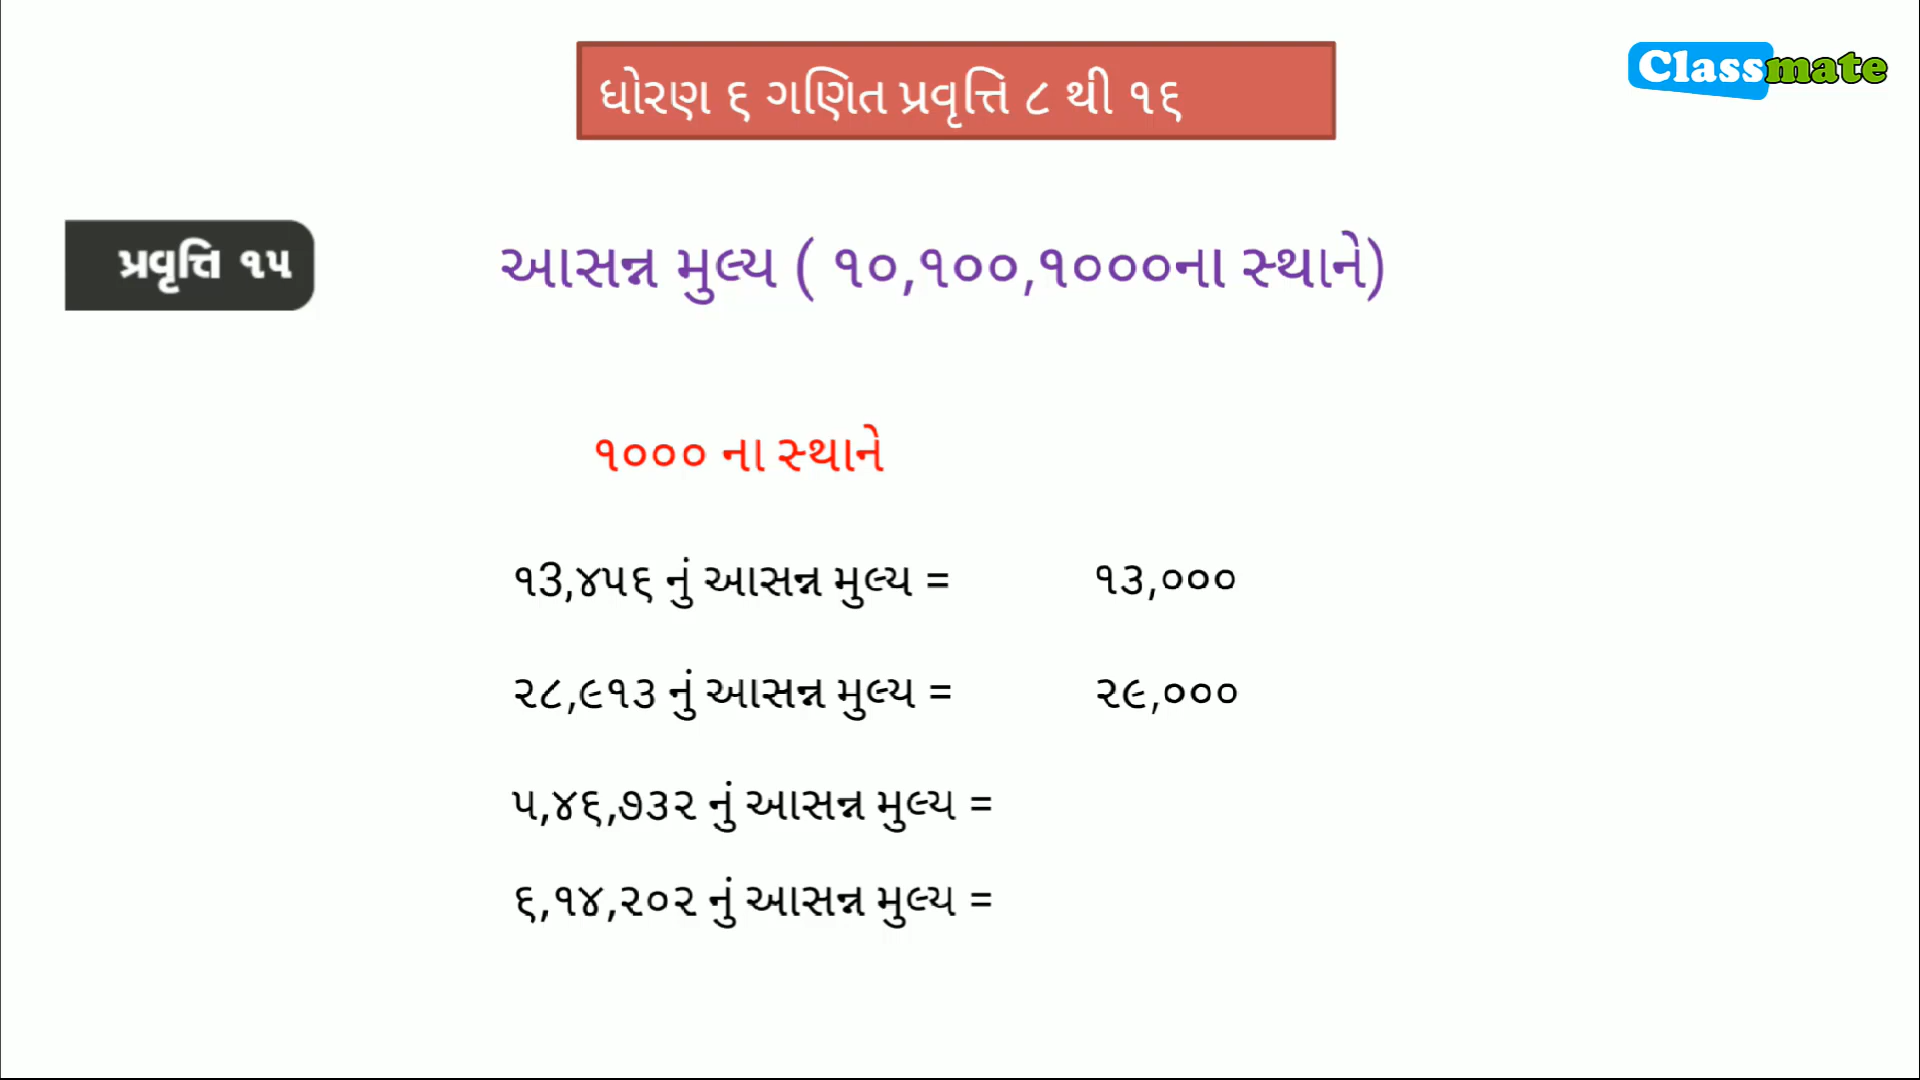 Classmate
ધોરણ ૬ ગણિત પ્રવૃત્તિ ૮ થી ૧૬
પ્રવૃત્તિ ૧૫
આસન્ન મુલ્ય ( ૧૦,૧૦૦,૧૦૦૦ના સ્થાને)
૧૦૦૦ ના સ્થાને
૧3,૪૫૬ નું આસન્ન મુલ્ય = ૧૩,૦૦૦
૨૮,૯૧૩ નું આસન્ન મુલ્ય = ૨૯,૦૦૦
૫,૪૬,૭૩૨ નું આસન્ન મુલ્ય =
૬,૧૪,૨૦૨ નું આસન્ન મુલ્ય =